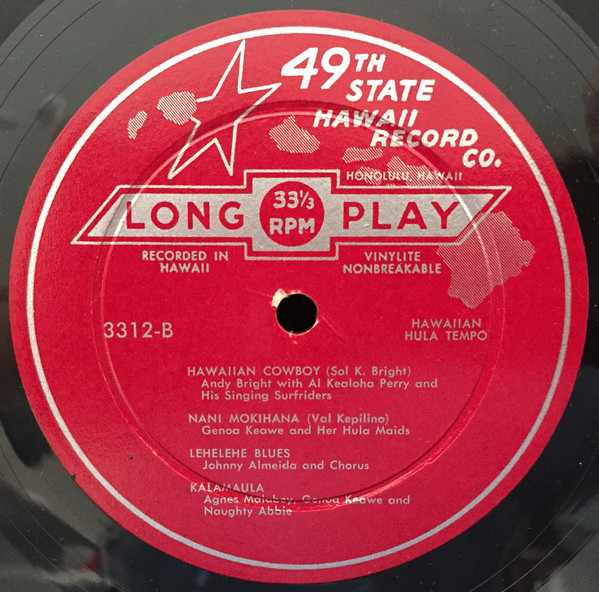 49TH
STATE
HAWAII
RECORD
CO.
HONOLULU, HAWAII
LONG 33⅓ RPM PLAY
RECORDED IN
HAWAII
VINYLITE
NONBREAKABLE
3312-B
HAWAIIAN
HULA TEMPO
HAWAIIAN COWBOY (Sol K. Bright)
Andy Bright with Al Kealoha Perry and
His Singing Surfriders
NANI MOKIHANA (Val Kepilino)
Genoa Keawe and Her Hula Maids
LEHELEHE BLUES
Johnny Almeida and Chorus
KALAMAULA
Agnes Malabey, Genoa Keawe and
Naughty Abbie